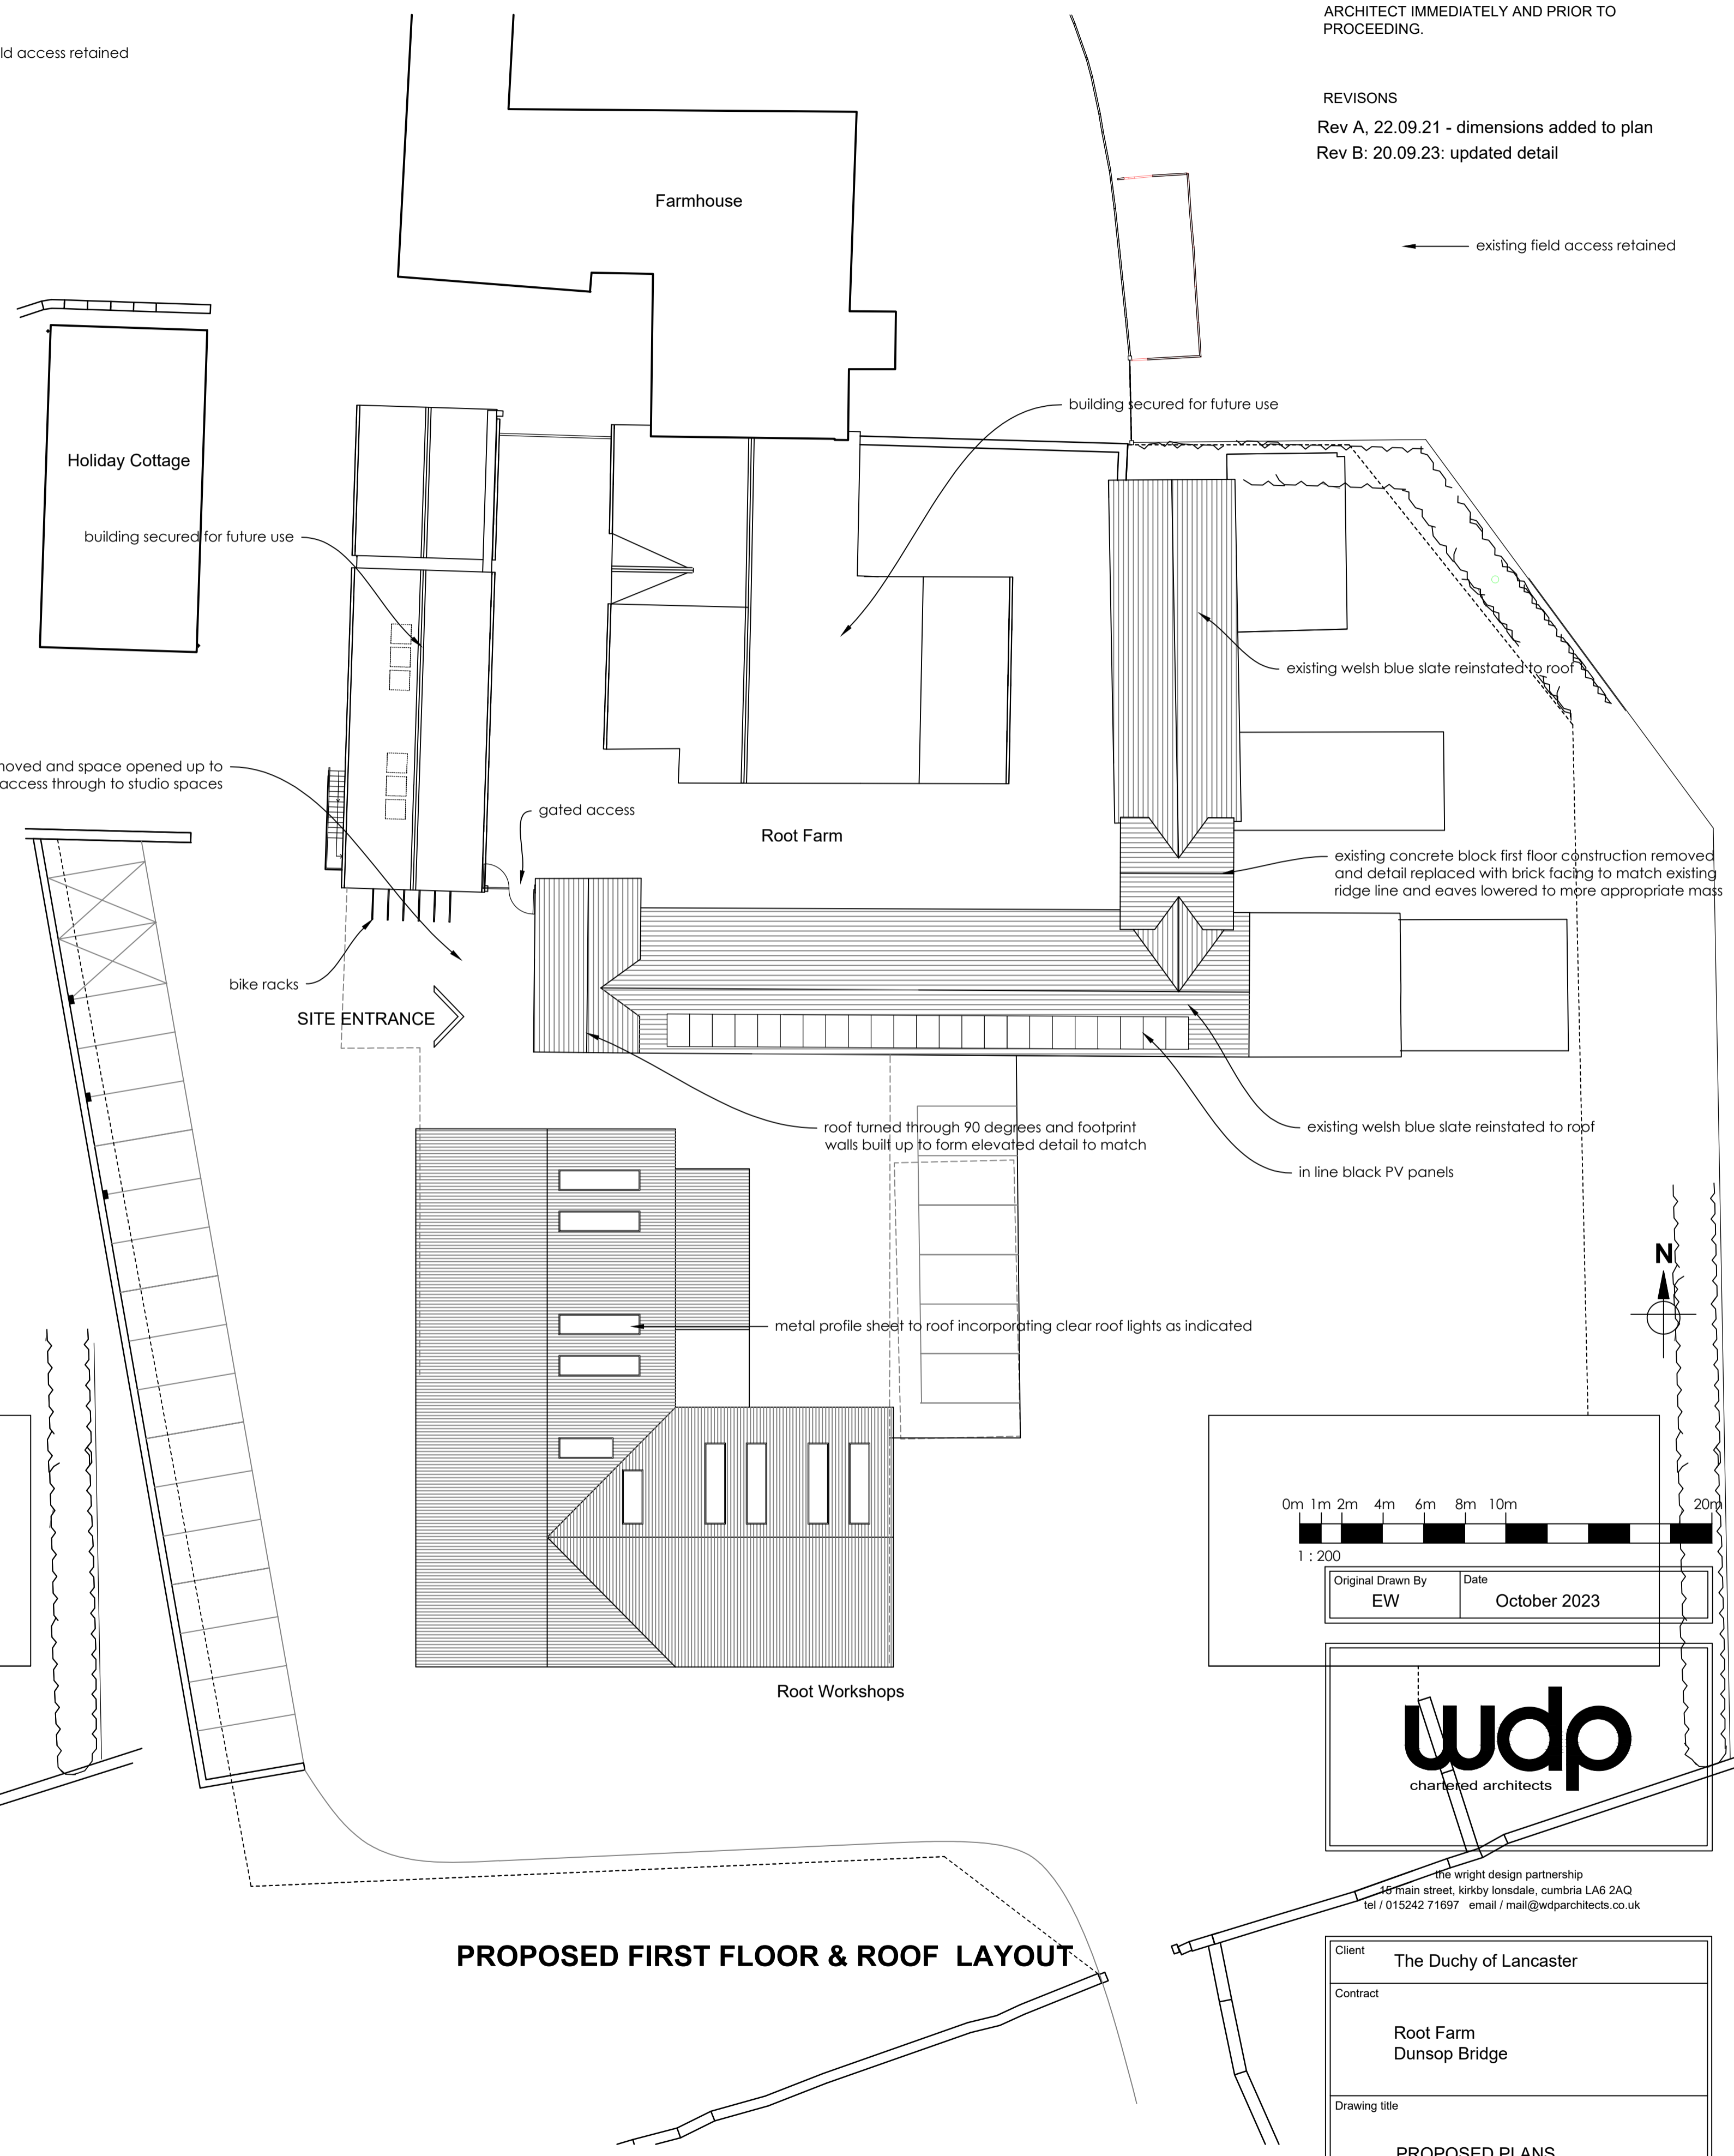 ARCHITECT IMMEDIATELY AND PRIOR TO
PROCEEDING.
access retained
REVISONS
Rev A, 22.09.21 - dimensions added to plan
Rev B: 20.09.23: updated detail
Farmhouse
existing field access retained
building secured for future use
Holiday Cottage
building secured for future use
existing welsh blue slate reinstated to roof
and space opened up to
access through to studio spaces
gated access
Root Farm
existing concrete block first floor construction removed
and detail replaced with brick facing to match existing
ridge line and eaves lowered to more appropriate mass
bike racks
SITE ENTRANCE
roof turned through 90 degrees and footprint
walls built up to form elevated detail to match
existing welsh blue slate reinstated to roof
in line black PV panels
N
metal profile sheet to roof incorporating clear roof lights as indicated
0m 1m 2m 4m 6m 8m 10m 20m
1 : 200
Original Drawn By
EW
Date
October 2023
Root Workshops
wdp
chartered architects
the wright design partnership
15 main street, kirkby lonsdale, cumbria LA6 2AQ
tel / 015242 71697 email / mail@wdparchitects.co.uk
PROPOSED FIRST FLOOR & ROOF LAYOUT
Client
The Duchy of Lancaster
Contract
Root Farm
Dunsop Bridge
Drawing title
PROPOSED PLANS